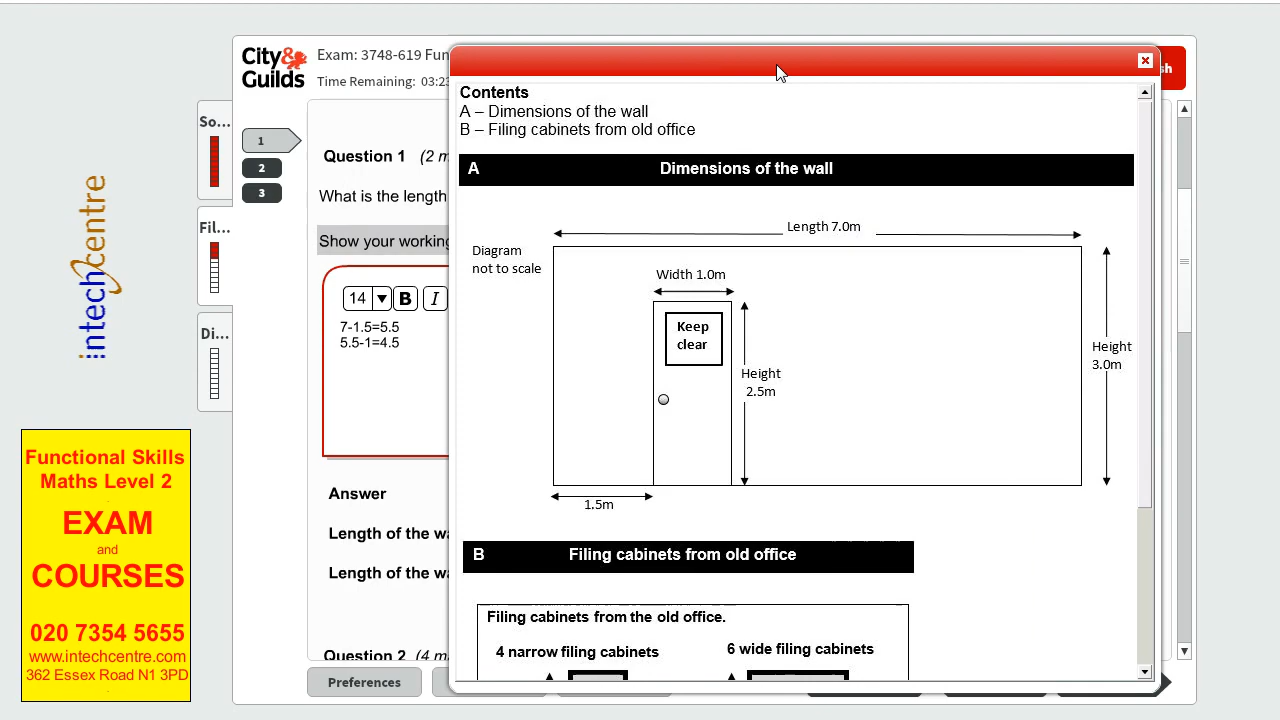 City&
Guilds
Exam: 3748-619 Fun
Time Remaining: 03:23
sh
So...
Fil...
Di...
1
2
3
Question 1 (2 m
What is the length
Show your working
14
B
I
7-1.5=5.5
5.5-1=4.5
Answer
Length of the wa
Length of the wa
Question 2 (4 m
Preferences
Contents
A – Dimensions of the wall
B – Filing cabinets from old office
A Dimensions of the wall
Length 7.0m
Diagram
not to scale
Width 1.0m
Keep
clear
Height
2.5m
Height
3.0m
1.5m
B Filing cabinets from old office
Filing cabinets from the old office.
4 narrow filing cabinets
6 wide filing cabinets
intechcentre
Functional Skills
Maths Level 2
EXAM
and
COURSES
020 7354 5655
www.intechcentre.com
362 Essex Road N1 3PD